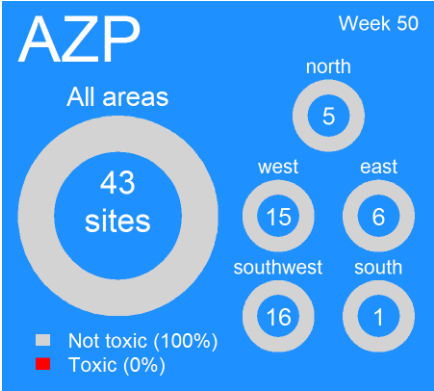 AZP
Week 50
All areas
43
sites
north
5
west
15
east
6
southwest
16
south
1
Not toxic (100%)
Toxic (0%)